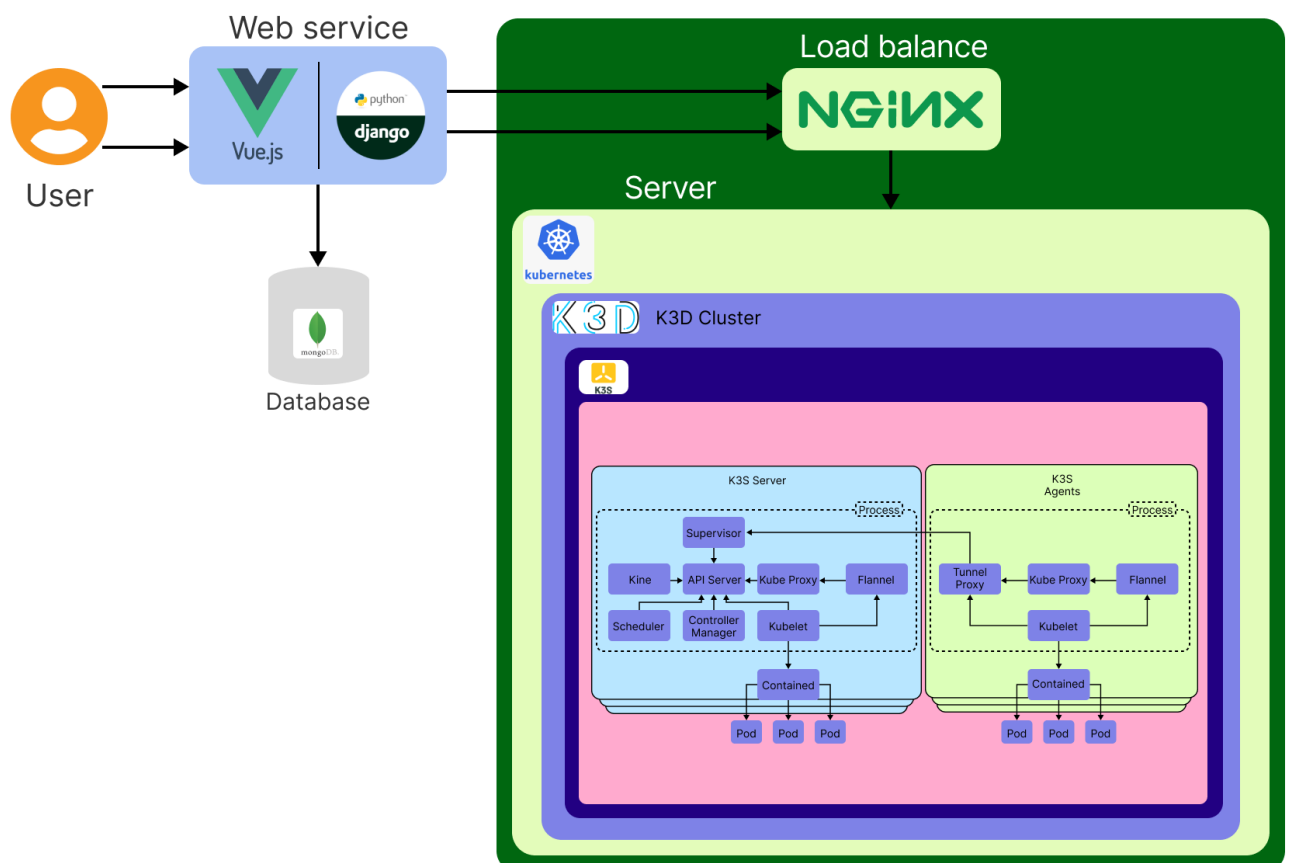 Web service
Load balance
User
Vue.js
python
django
NGiNX
Server
kubernetes
K3D
K3D Cluster
mongoDB.
Database
K3S
K3S Server
Process
Supervisor
Kine
API Server
Kube Proxy
Flannel
Scheduler
Controller
Manager
Kubelet
Contained
Pod
Pod
Pod
K3S
Agents
Process
Tunnel
Proxy
Kube Proxy
Flannel
Kubelet
Contained
Pod
Pod
Pod